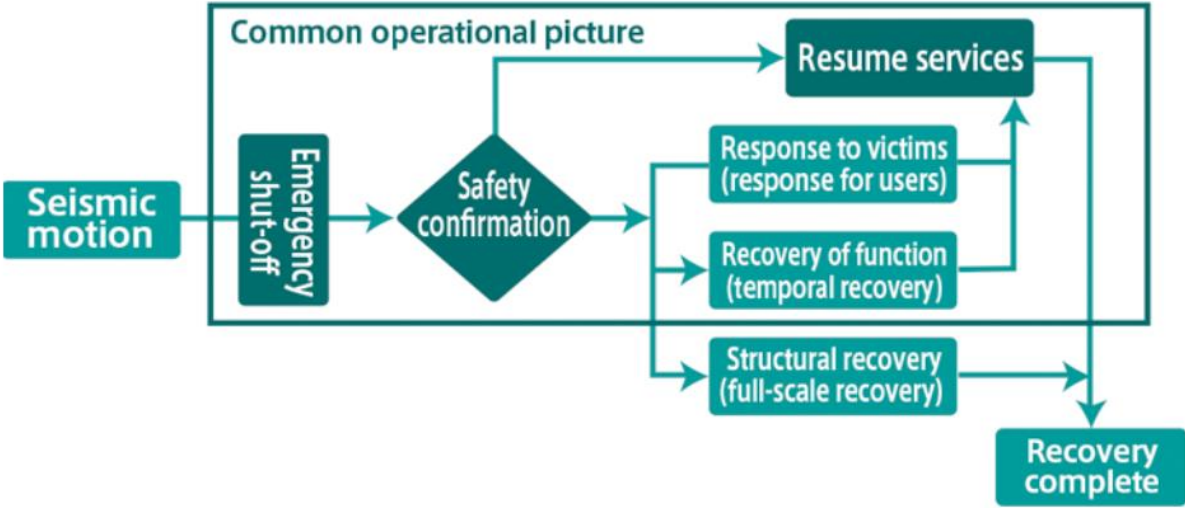 Common operational picture
Resume services
Emergency
shut-off
Seismic
motion
Safety
confirmation
Response to victims
(response for users)
Recovery of function
(temporal recovery)
Structural recovery
(full-scale recovery)
Recovery
complete